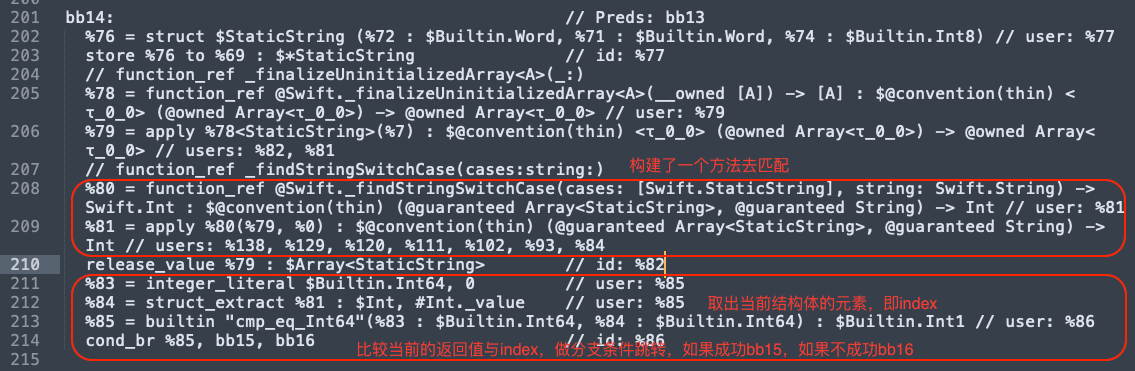 201 bb14: // Preds: bb13
202 %76 = struct $StaticString (%72 : $Builtin.Word, %71 : $Builtin.Word, %74 : $Builtin.Int8) // user: %77
203 store %76 to %69 : $*StaticString // id: %77
204 // function_ref _finalizeUninitializedArray<A>(_:)
205 %78 = function_ref @Swift._finalizeUninitializedArray<A>(__owned [A]) -> [A] : $@convention(thin) <
τ_0_0> (@owned Array<τ_0_0>) -> @owned Array<τ_0_0> // user: %79
206 %79 = apply %78<StaticString>(%7) : $@convention(thin) <τ_0_0> (@owned Array<τ_0_0>) -> @owned Array<
τ_0_0> // users: %82, %81
207 // function_ref _findStringSwitchCase(cases:string:) 构建了一个方法去匹配
208 %80 = function_ref @Swift._findStringSwitchCase(cases: [Swift.StaticString], string: Swift.String) ->
Swift.Int : $@convention(thin) (@guaranteed Array<StaticString>, @guaranteed String) -> Int // user: %81
209 %81 = apply %80(%79, %0) : $@convention(thin) (@guaranteed Array<StaticString>, @guaranteed String) ->
Int // users: %138, %129, %120, %111, %102, %93, %84
210 release_value %79 : $Array<StaticString> // id: %82
211 %83 = integer_literal $Builtin.Int64, 0 // user: %85
212 %84 = struct_extract %81 : $Int, #Int._value // user: %85 取出当前结构体的元素，即index
213 %85 = builtin "cmp_eq_Int64"(%83 : $Builtin.Int64, %84 : $Builtin.Int64) : $Builtin.Int1 // user: %86
214 cond_br %85, bb15, bb16 // id: %86
比较当前的返回值与index，做分支条件跳转，如果成功bb15，如果不成功bb16
215